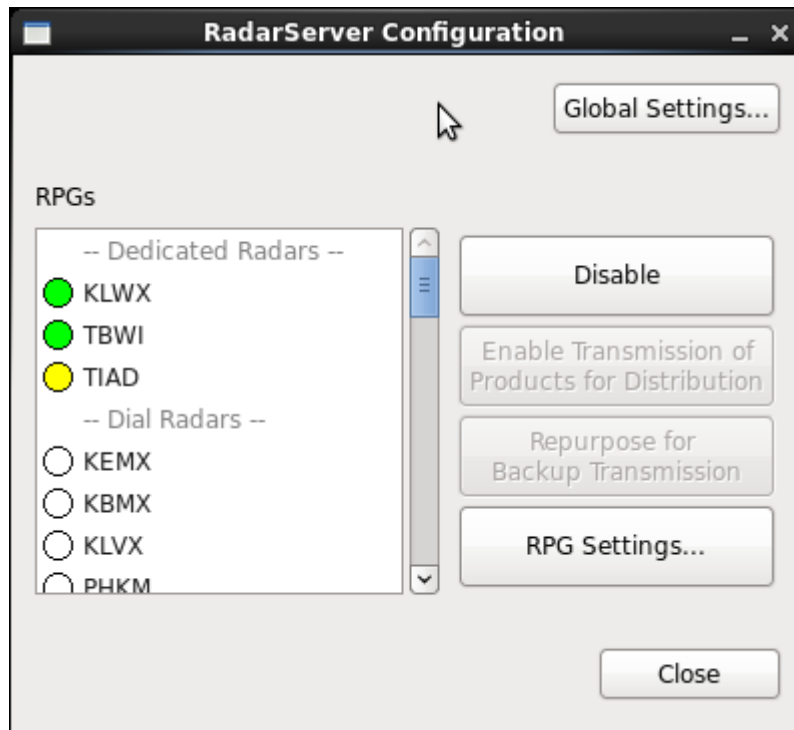 RadarServer Configuration
Global Settings...
RPGs
-- Dedicated Radars --
KLWX
TBWI
TIAD
-- Dial Radars --
KEMX
KBMX
KLVX
PHKM
Disable
Enable Transmission of
Products for Distribution
Repurpose for
Backup Transmission
RPG Settings...
Close